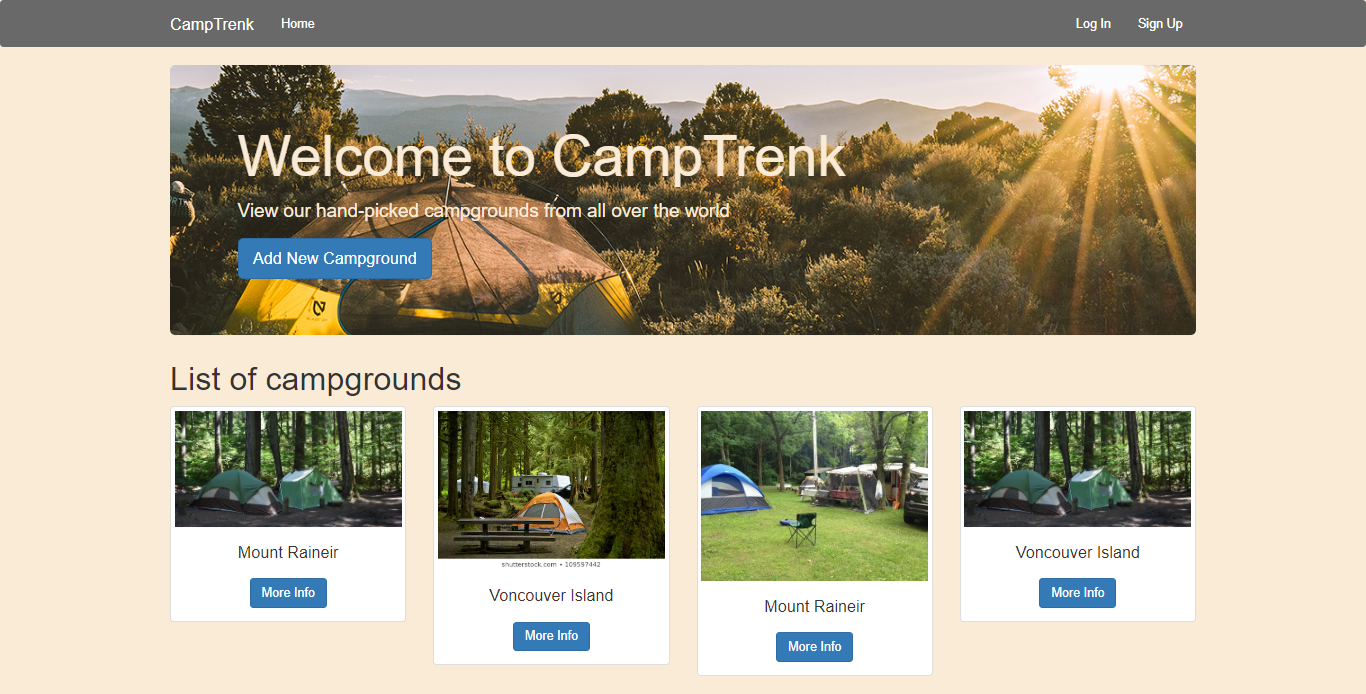 CampTrenk Home Log In Sign Up
Welcome to CampTrenk
View our hand-picked campgrounds from all over the world
Add New Campground
List of campgrounds
Mount Raineir
More Info
shutterstock.com • 109597442
Voncouver Island
More Info
Mount Raineir
More Info
Voncouver Island
More Info